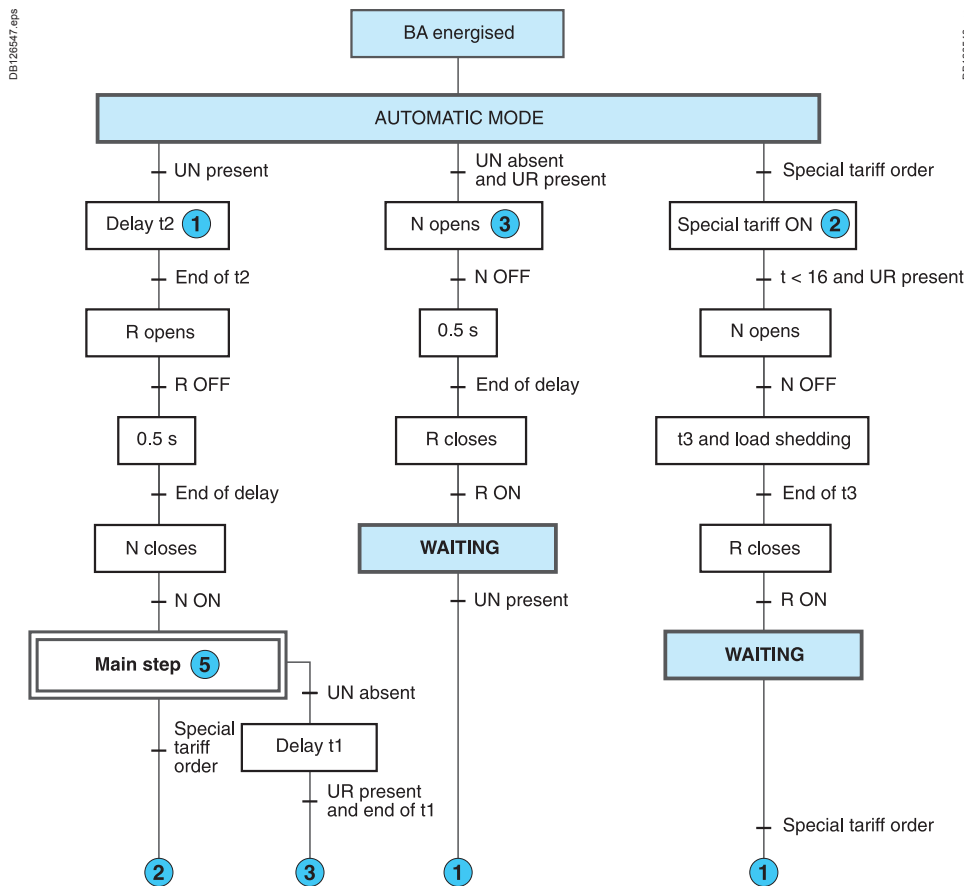 DB126547.eps
BA energised
AUTOMATIC MODE
UN present
Delay t2 1
End of t2
R opens
R OFF
0.5 s
End of delay
N closes
N ON
Main step 5
Special
tariff
order
2
UN absent
Delay t1
UR present
and end of t1
3
UN absent
and UR present
N opens 3
N OFF
0.5 s
End of delay
R closes
R ON
WAITING
UN present
1
Special tariff order
Special tariff ON 2
t < 16 and UR present
N opens
N OFF
t3 and load shedding
End of t3
R closes
R ON
WAITING
Special tariff order
1